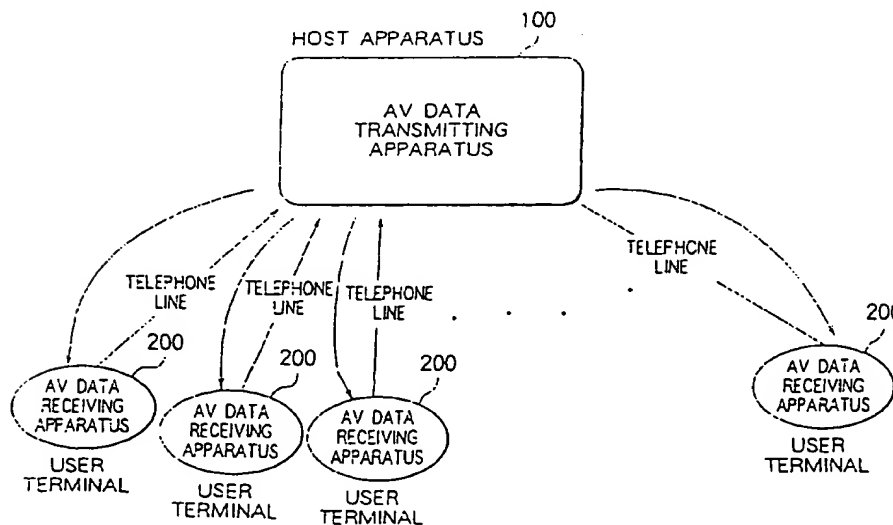 100
HOST APPARATUS
AV DATA
TRANSMITTING
APPARATUS
TELEPHONE
LINE
TELEPHONE
LINE
TELEPHONE
LINE
TELEPHONE
LINE
200
AV DATA
RECEIVING
APPARATUS
USER
TERMINAL
200
AV DATA
RECEIVING
APPARATUS
USER
TERMINAL
200
AV DATA
RECEIVING
APPARATUS
USER
TERMINAL
200
AV DATA
RECEIVING
APPARATUS
USER
TERMINAL